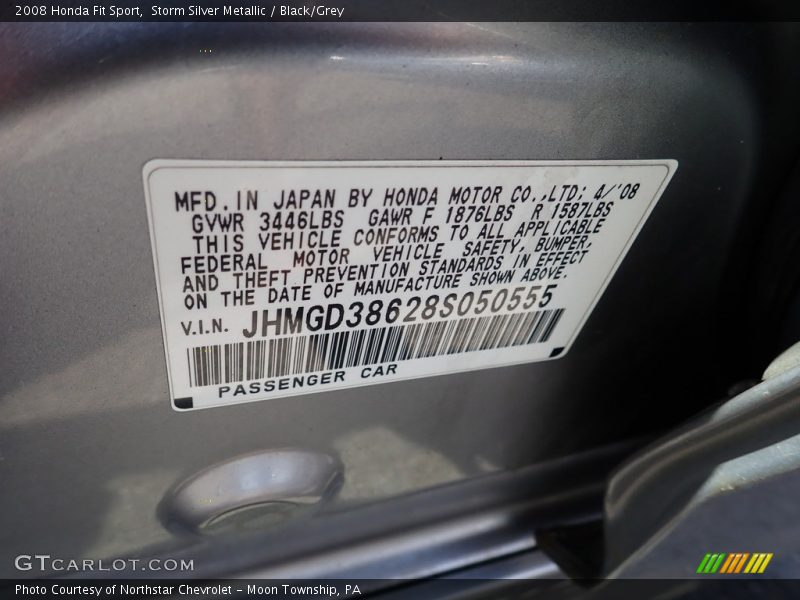 2008 Honda Fit Sport, Storm Silver Metallic / Black/Grey
MFD. IN JAPAN BY HONDA MOTOR CO.,LTD; 4/'08
GVWR 3446LBS GAWR F 1876LBS R 1587LBS
THIS VEHICLE CONFORMS TO ALL APPLICABLE
FEDERAL MOTOR VEHICLE SAFETY, BUMPER,
AND THEFT PREVENTION STANDARDS IN EFFECT
ON THE DATE OF MANUFACTURE SHOWN ABOVE.
V.I.N. JHMGD38628S050555
PASSENGER CAR
GTCARLOT.COM
Photo Courtesy of Northstar Chevrolet – Moon Township, PA